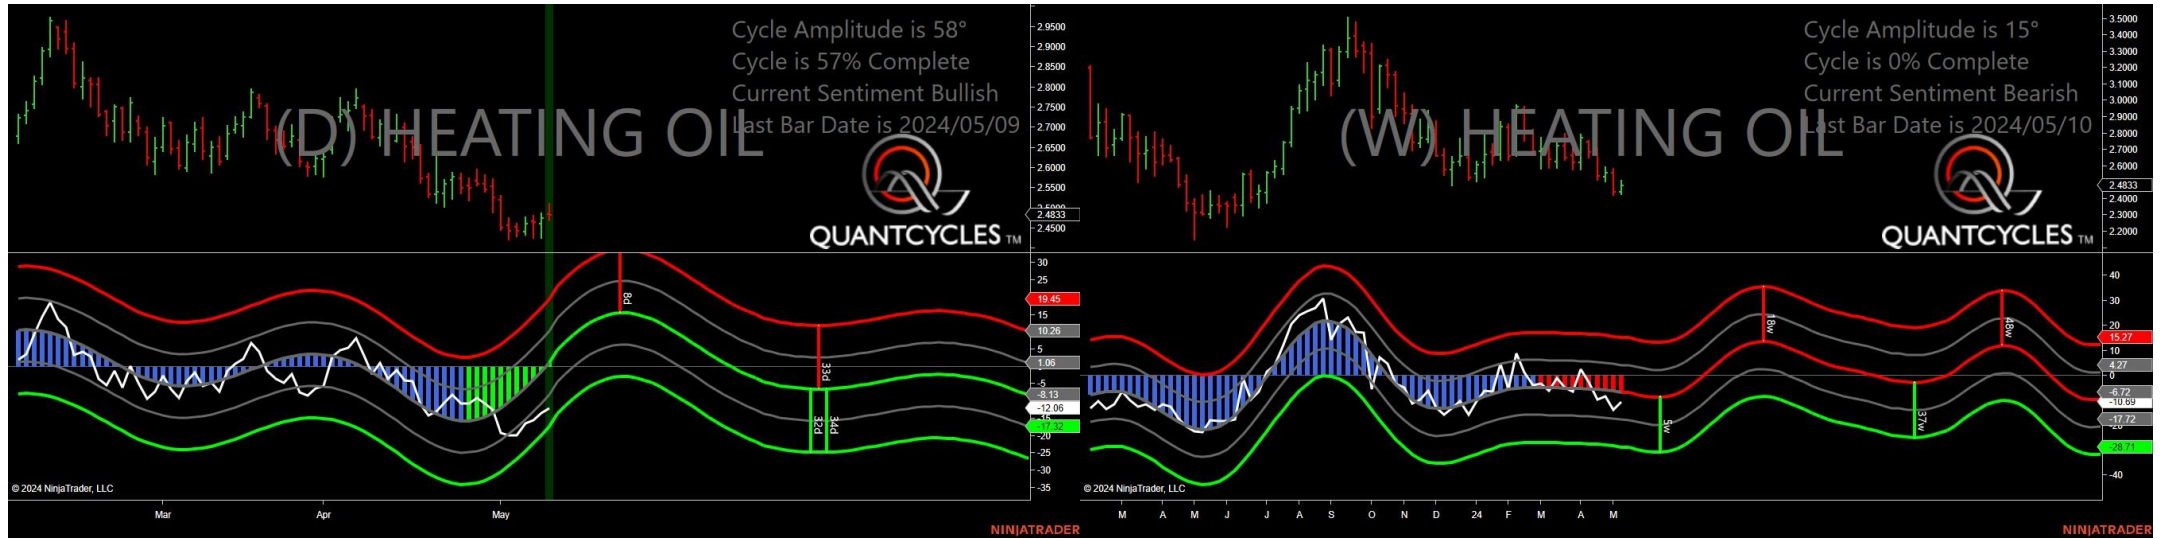 Cycle Amplitude is 58°
Cycle is 57% Complete
Current Sentiment Bullish
Last Bar Date is 2024/05/09
(D) HEATING OIL
QUANTCYCLES TM
2.9500
2.9000
2.8500
2.8000
2.7500
2.7000
2.6500
2.6000
2.5500
2.5000
2.4833
2.4500
30
25
19.45
15
10.26
5
1.06
-5
-8.13
-12.06
-15
-17.32
-20
-25
-30
-35
8d
33d
32d
34d
© 2024 NinjaTrader, LLC
Mar Apr May
NINJATRADER
Cycle Amplitude is 15°
Cycle is 0% Complete
Current Sentiment Bearish
Last Bar Date is 2024/05/10
(W) HEATING OIL
QUANTCYCLES TM
3.5000
3.4000
3.3000
3.2000
3.1000
3.0000
2.9000
2.8000
2.7000
2.6000
2.4833
2.4000
2.3000
2.2000
40
30
20
15.27
10
4.27
0
-6.72
-10.69
-17.72
-20
-28.71
-40
5w
18w
37w
48w
© 2024 NinjaTrader, LLC
M A M J J A S O N D 24 F M A M
NINJATRADER